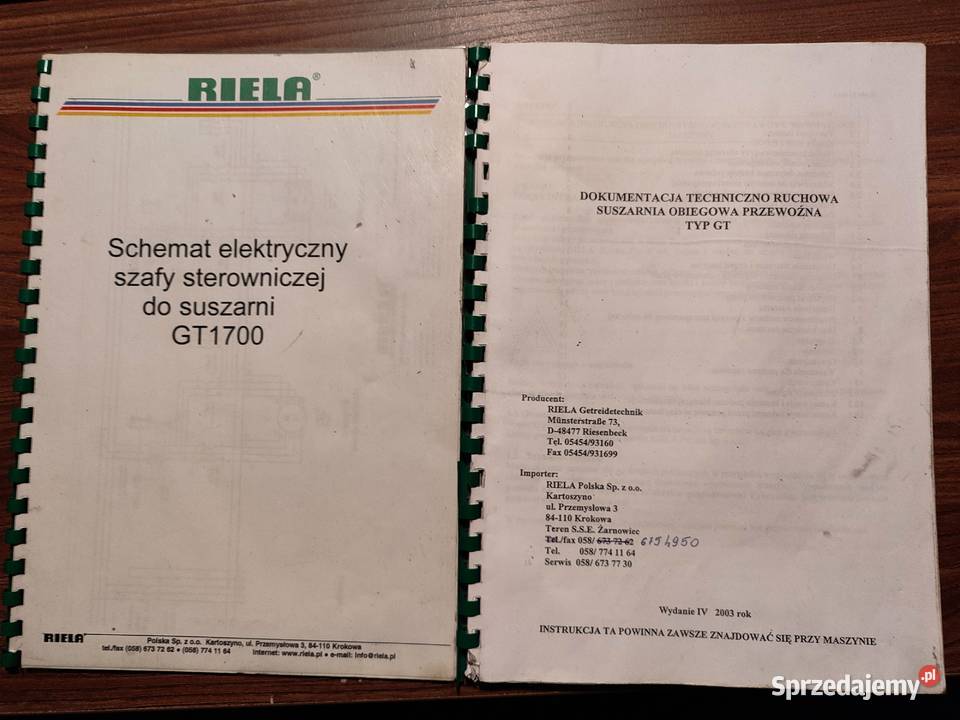 RIELA®
Schemat elektryczny
szafy sterowniczej
do suszarni
GT1700
RIELA®
Polska Sp. z o.o. Kartoszyno, ul. Przemysłowa 3, 84-110 Krokowa
tel./fax (058) 673 72 62 • (058) 774 11 64 Internet: www.riela.pl • e-mail: info@riela.pl
DOKUMENTACJA TECHNICZNO RUCHOWA
SUSZARNIA OBIEGOWA PRZEWOŹNA
TYP GT
Producent:
RIELA Getreidetechnik
Münsterstraße 73,
D-48477 Riesenbeck
Tel. 05454/93160
Fax 05454/931699
Importer:
RIELA Polska Sp. z o.o.
Kartoszyno
ul. Przemysłowa 3
84-110 Krokowa
Teren S.S.E. Żarnowiec
Tel./fax 058/ 673 72 62 6754950
Tel. 058/ 774 11 64
Serwis 058/ 673 77 30
Wydanie IV 2003 rok
INSTRUKCJA TA POWINNA ZAWSZE ZNAJDOWAĆ SIĘ PRZY MASZYNIE
Sprzedajemy.pl